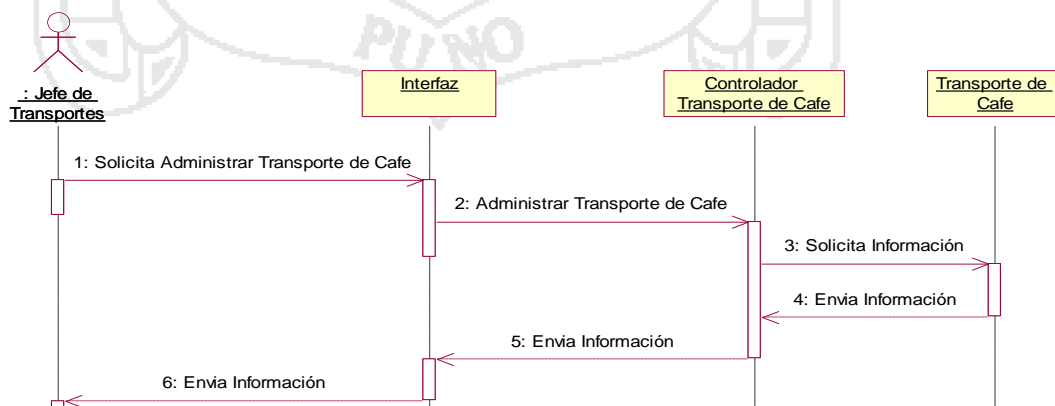 PUNO
: Jefe de
Transportes
Interfaz
Controlador
Transporte de Cafe
Transporte de
Cafe
1: Solicita Administrar Transporte de Cafe
2: Administrar Transporte de Cafe
3: Solicita Información
4: Envia Información
5: Envia Información
6: Envia Información